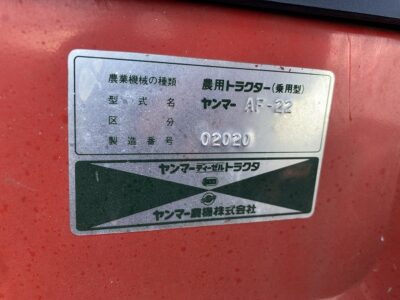 農業機械の種類 農用トラクター(乗用型)
型式名 ヤンマー AF-22
区分
製造番号 02020
ヤンマーディーゼルトラクタ
ヤンマー農機株式会社